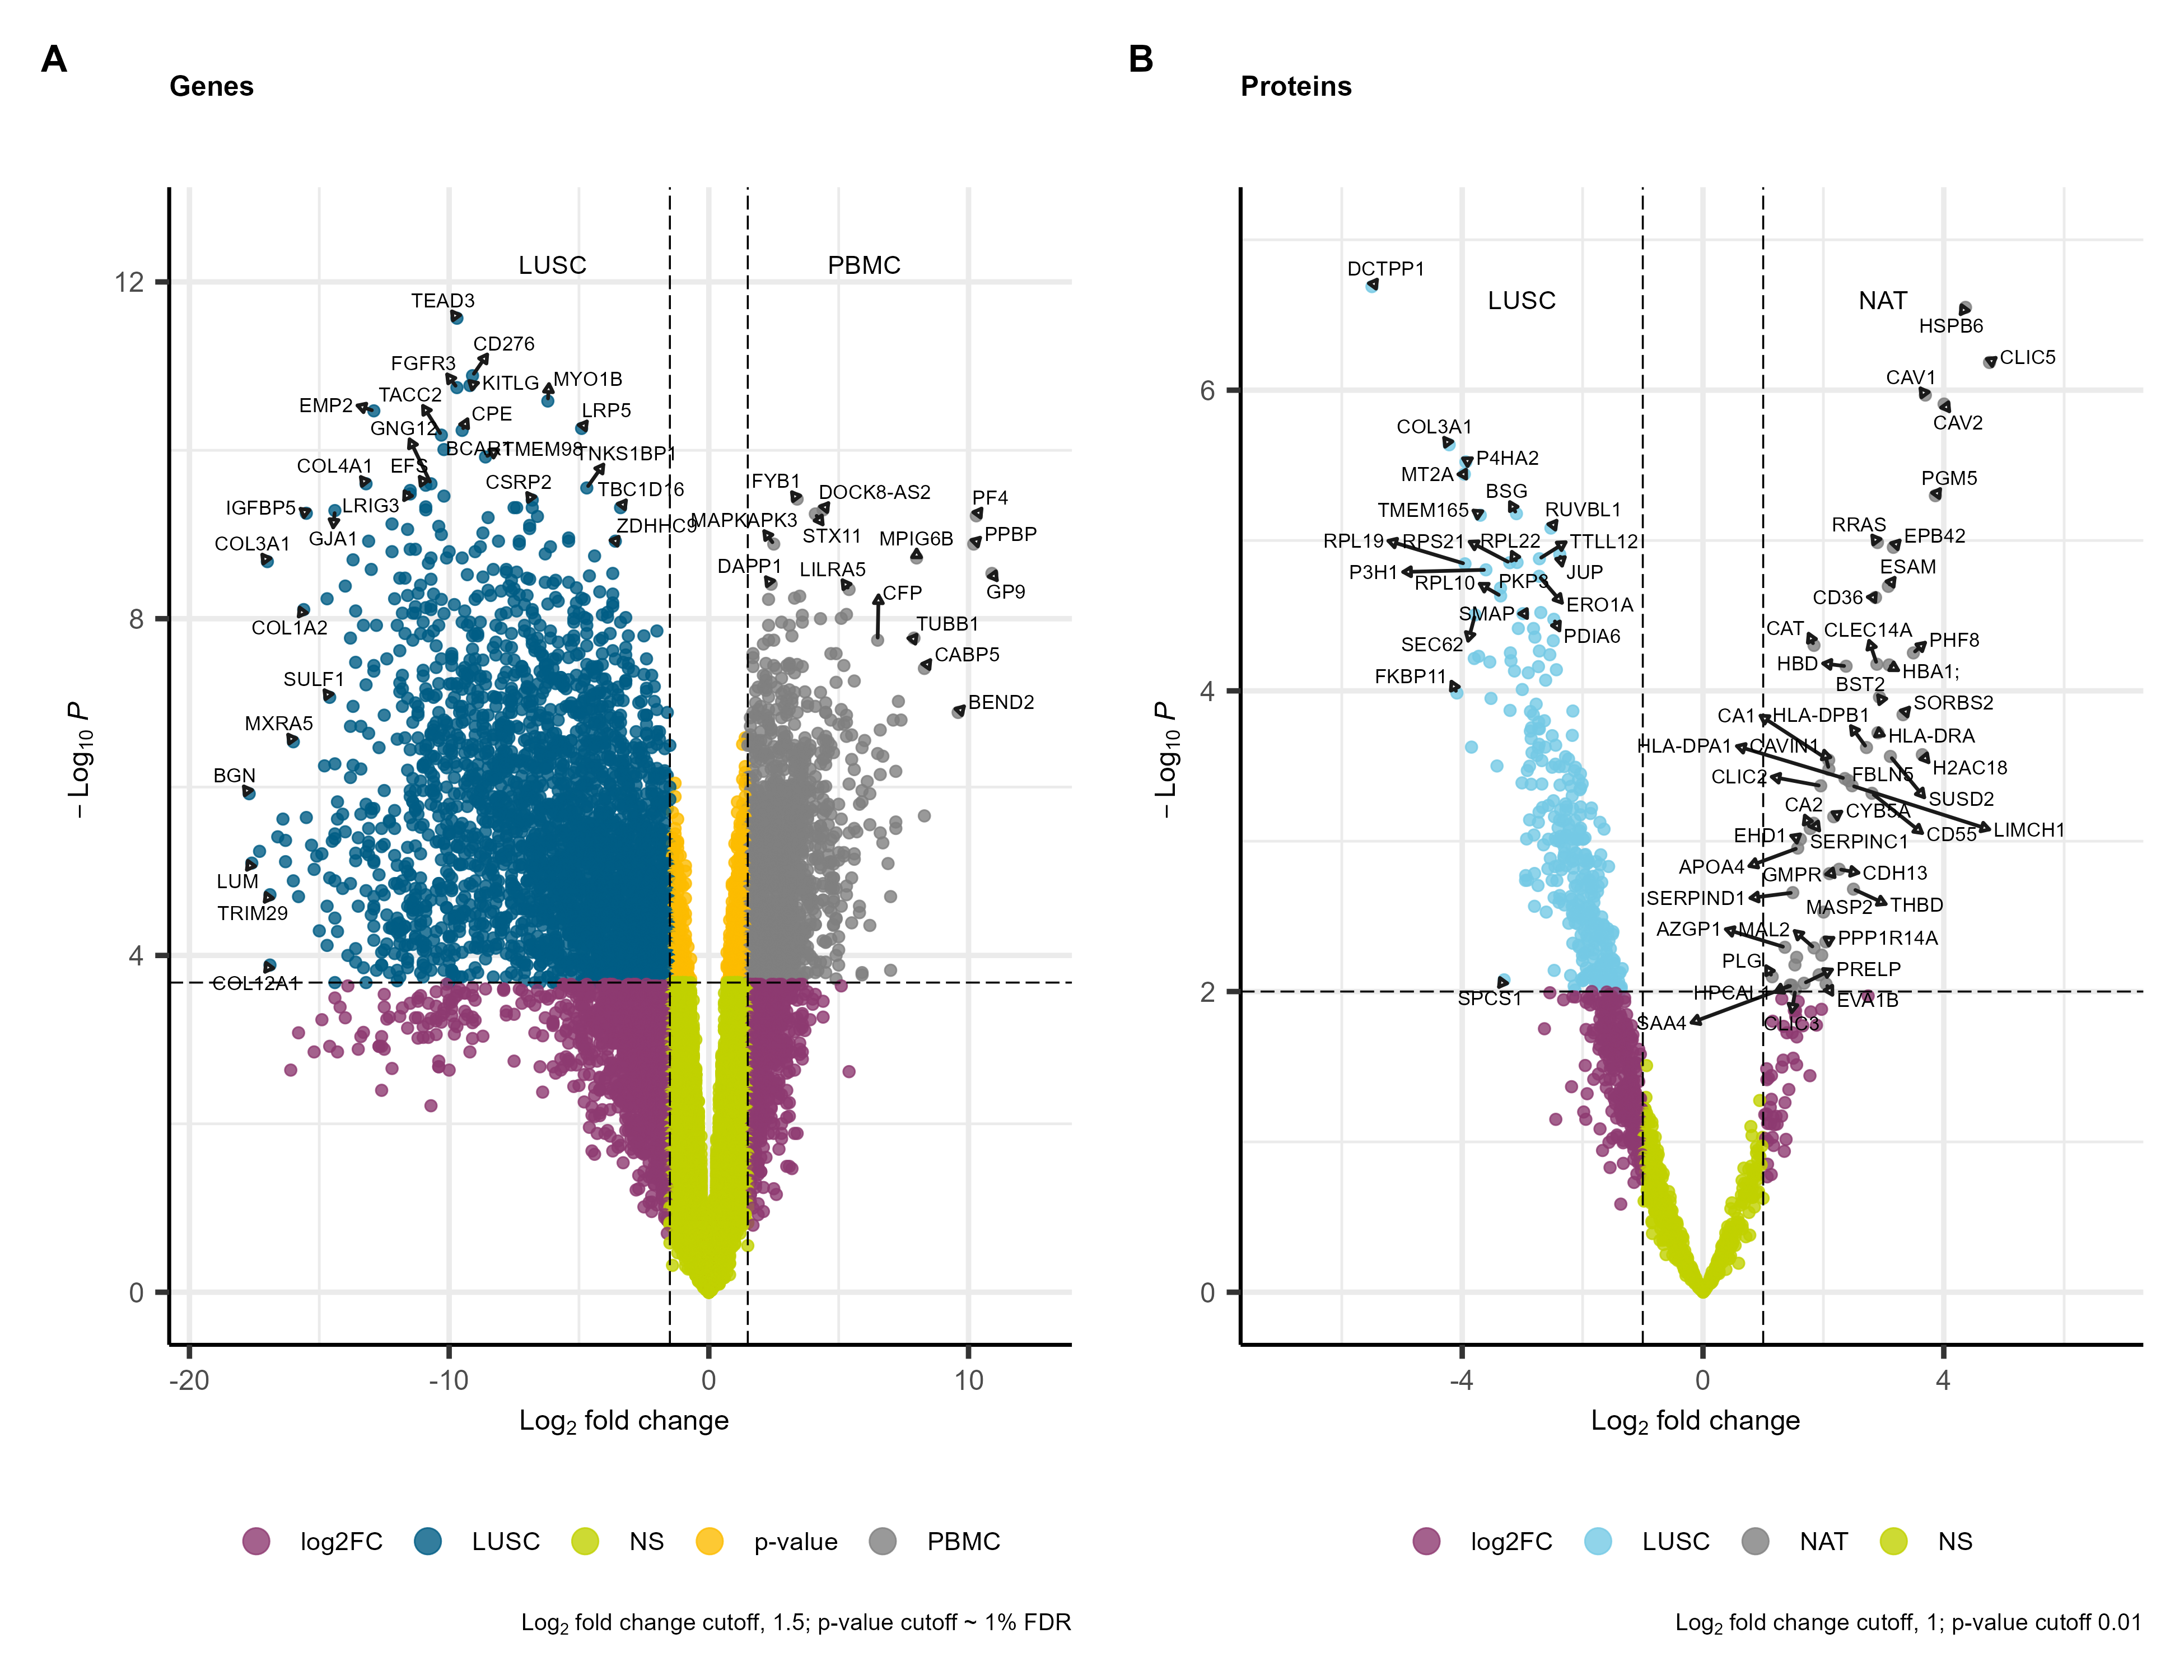 A
Genes
LUSC
PBMC
TEAD3
CD276
FGFR3
KITLG
MYO1B
EMP2
TACC2
CPE
LRP5
GNG12
BCAR1
TMEM98
TNKS1BP1
COL4A1
EFS
CSRP2
TBC1D16
IGFBP5
LRIG3
ZDHHC9
COL3A1
GJA1
COL1A2
SULF1
MXRA5
BGN
LUM
TRIM29
COL12A1
FYB1
DOCK8-AS2
PF4
MAPKAPK3
STX11
MPIG6B
PPBP
DAPP1
LILRA5
CFP
GP9
TUBB1
CABP5
BEND2
12
8
4
0
-20
-10
0
10
– Log10 P
Log2 fold change
log2FC
LUSC
NS
p-value
PBMC
Log2 fold change cutoff, 1.5; p-value cutoff ~ 1% FDR
B
Proteins
LUSC
NAT
DCTPP1
HSPB6
CLIC5
CAV1
CAV2
COL3A1
P4HA2
MT2A
BSG
PGM5
TMEM165
RUVBL1
RRAS
EPB42
RPL19
RPS21
RPL22
TTLL12
P3H1
RPL10
PKP3
JUP
ESAM
SMAP
ERO1A
CD36
SEC62
PDIA6
CAT
CLEC14A
PHF8
FKBP11
HBD
HBA1;
BST2
SORBS2
CA1
HLA-DPB1
HLA-DRA
HLA-DPA1
CAVIN1
H2AC18
CLIC2
FBLN5
SUSD2
CA2
CYB5A
LIMCH1
EHD1
SERPINC1
CD55
APOA4
GMPR
CDH13
SERPIND1
MASP2
THBD
AZGP1
MAL2
PPP1R14A
PLG
PRELP
SPCS1
HPCAL1
EVA1B
SAA4
CLIC3
6
4
2
0
-4
0
4
– Log10 P
Log2 fold change
log2FC
LUSC
NAT
NS
Log2 fold change cutoff, 1; p-value cutoff 0.01